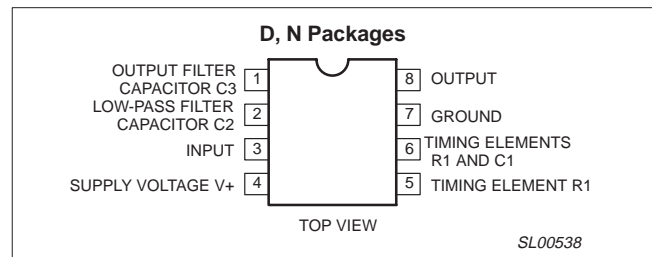 D, N Packages
OUTPUT FILTER
CAPACITOR C3
1
8
OUTPUT
LOW-PASS FILTER
CAPACITOR C2
2
7
GROUND
INPUT
3
6
TIMING ELEMENTS
R1 AND C1
SUPPLY VOLTAGE V+
4
5
TIMING ELEMENT R1
TOP VIEW
SL00538